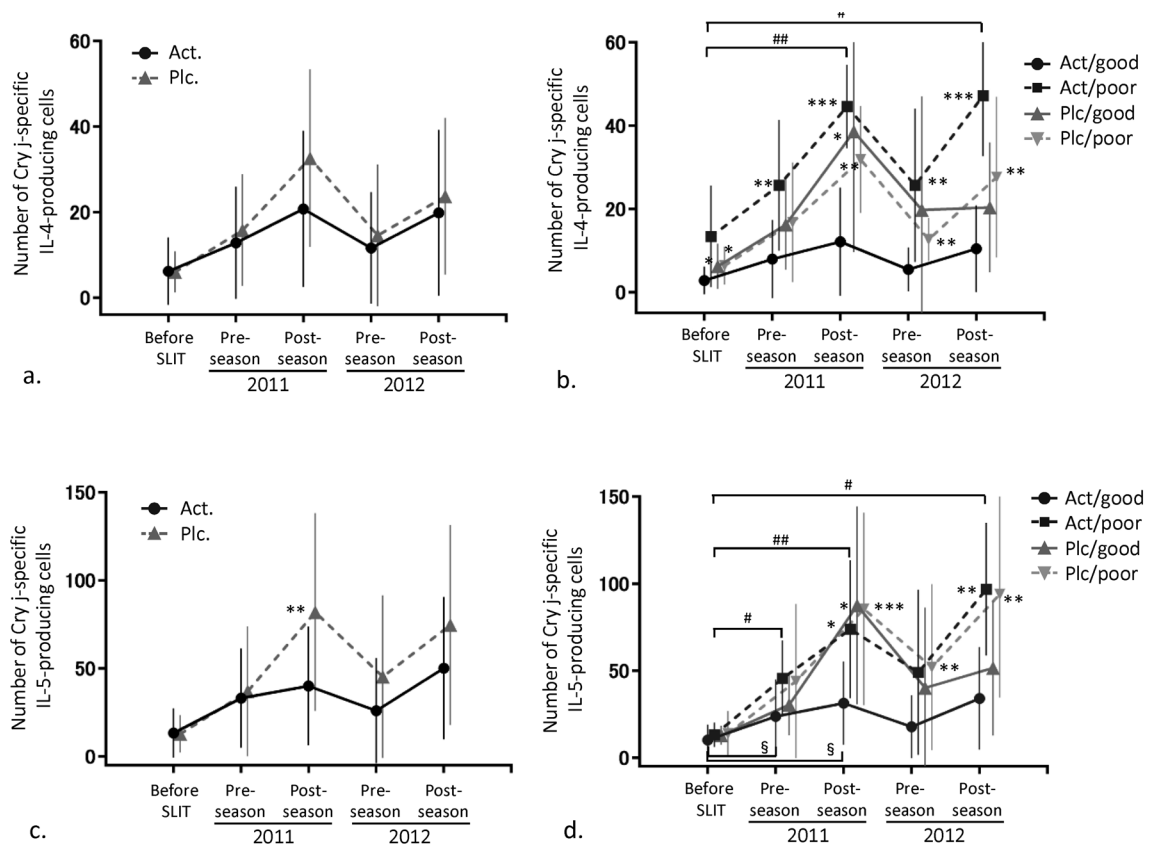 Number of Cry j-specific
IL-4-producing cells
60
40
20
0
Act.
Plc.
Before
SLIT
Pre-
season
Post-
season
Pre-
season
Post-
season
2011
2012
a.
Number of Cry j-specific
IL-4-producing cells
60
40
20
0
#
##
***
***
*
**
**
**
**
**
*
*
Act/good
Act/poor
Plc/good
Plc/poor
Before
SLIT
Pre-
season
Post-
season
Pre-
season
Post-
season
2011
2012
b.
Number of Cry j-specific
IL-5-producing cells
150
100
50
0
Act.
Plc.
**
Before
SLIT
Pre-
season
Post-
season
Pre-
season
Post-
season
2011
2012
c.
Number of Cry j-specific
IL-5-producing cells
150
100
50
0
#
##
#
*
***
*
**
**
**
§
§
Act/good
Act/poor
Plc/good
Plc/poor
Before
SLIT
Pre-
season
Post-
season
Pre-
season
Post-
season
2011
2012
d.